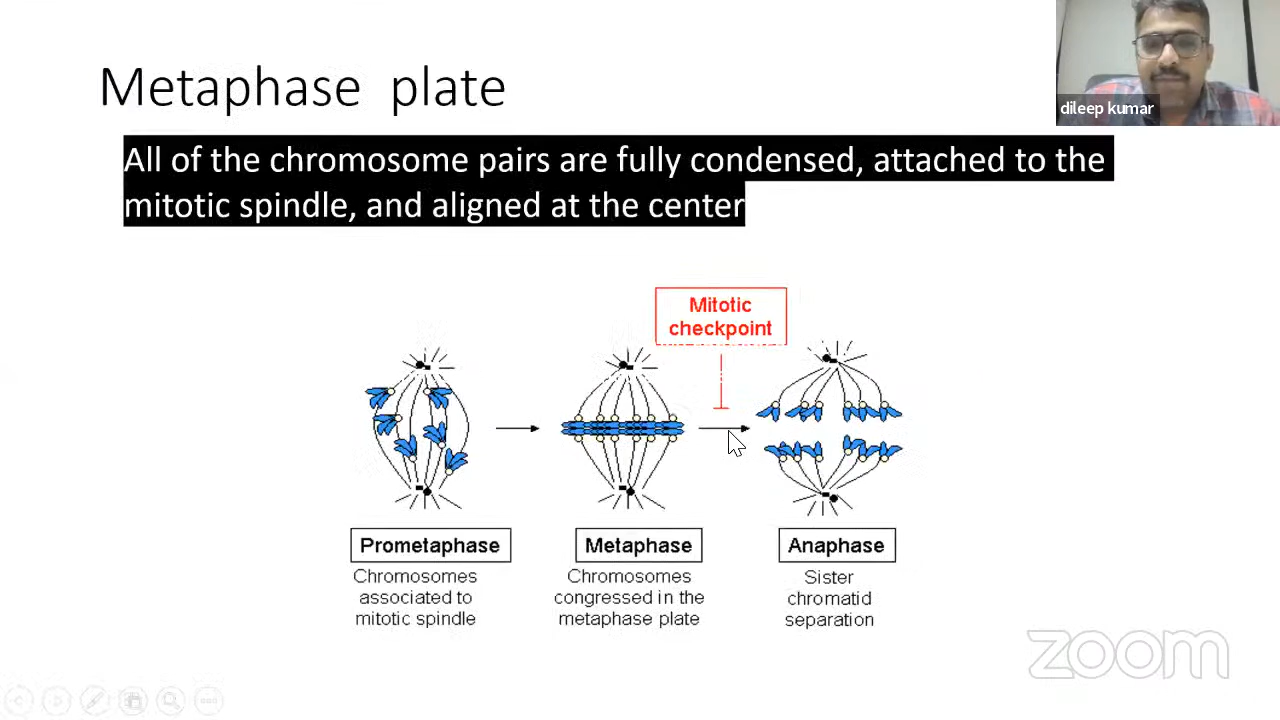 Metaphase plate
dileep kumar
All of the chromosome pairs are fully condensed, attached to the
mitotic spindle, and aligned at the center
Mitotic
checkpoint
Prometaphase
Chromosomes
associated to
mitotic spindle
Metaphase
Chromosomes
congressed in the
metaphase plate
Anaphase
Sister
chromatid
separation
zoom